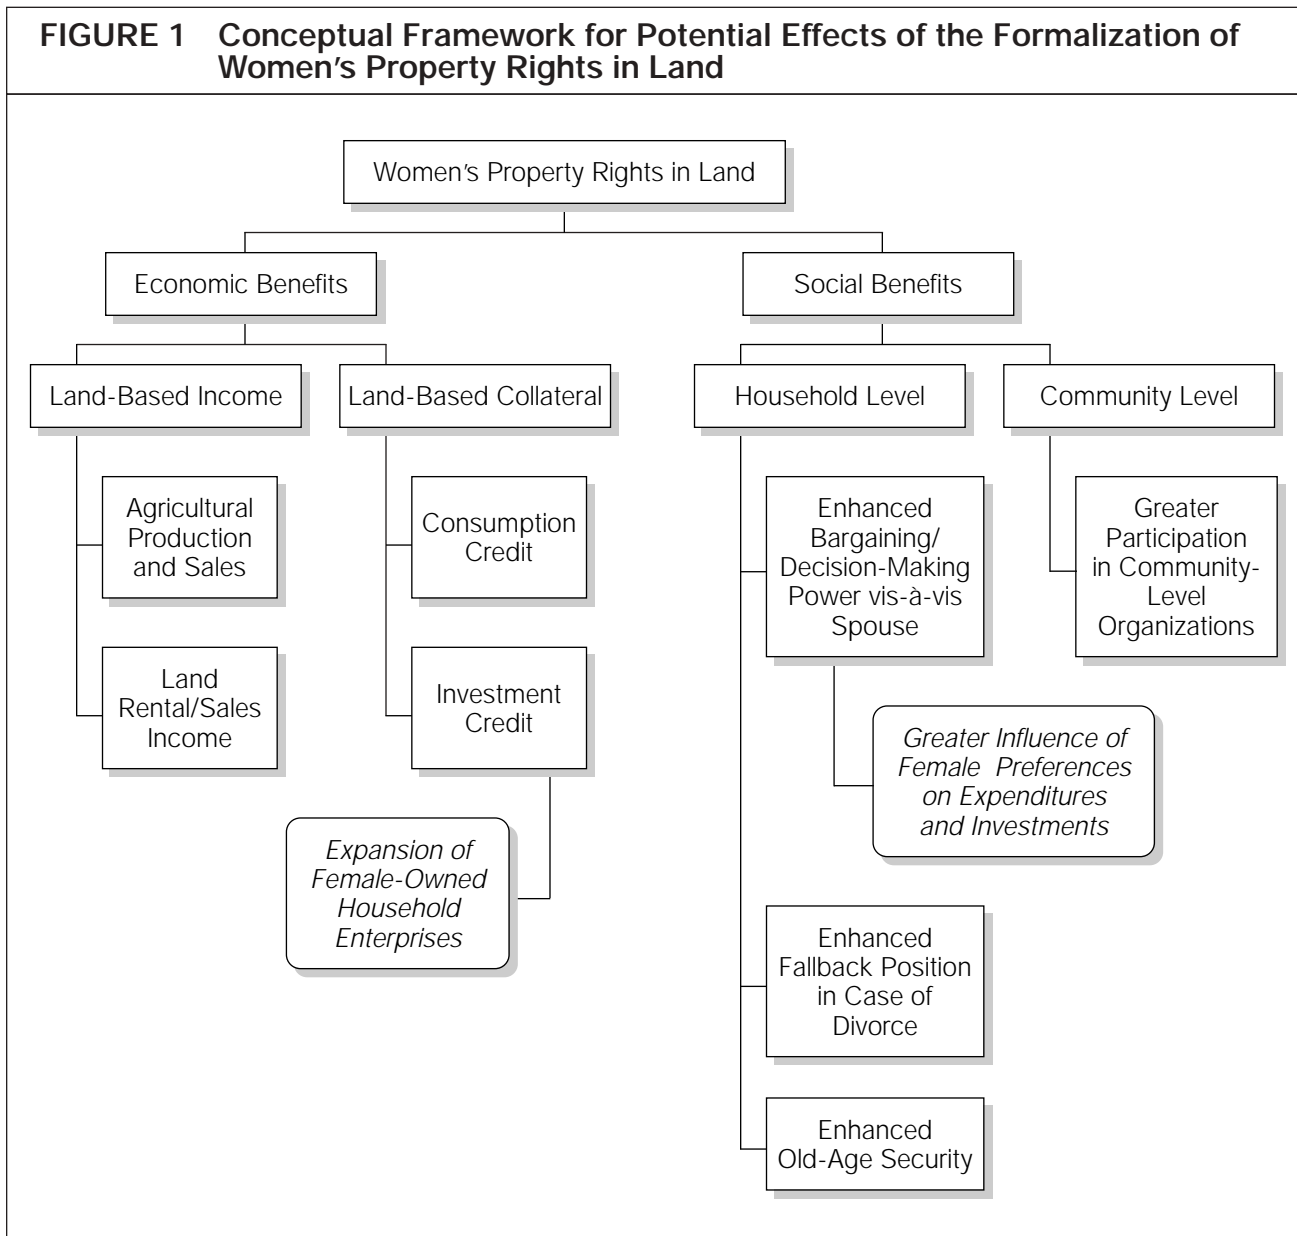 FIGURE 1 Conceptual Framework for Potential Effects of the Formalization of
Women's Property Rights in Land
Women's Property Rights in Land
Economic Benefits
Social Benefits
Land-Based Income
Land-Based Collateral
Household Level
Community Level
Agricultural
Production
and Sales
Consumption
Credit
Enhanced
Bargaining/
Decision-Making
Power vis-à-vis
Spouse
Greater
Participation
in Community-
Level
Organizations
Land
Rental/Sales
Income
Investment
Credit
Greater Influence of
Female Preferences
on Expenditures
and Investments
Expansion of
Female-Owned
Household
Enterprises
Enhanced
Fallback Position
in Case of
Divorce
Enhanced
Old-Age Security